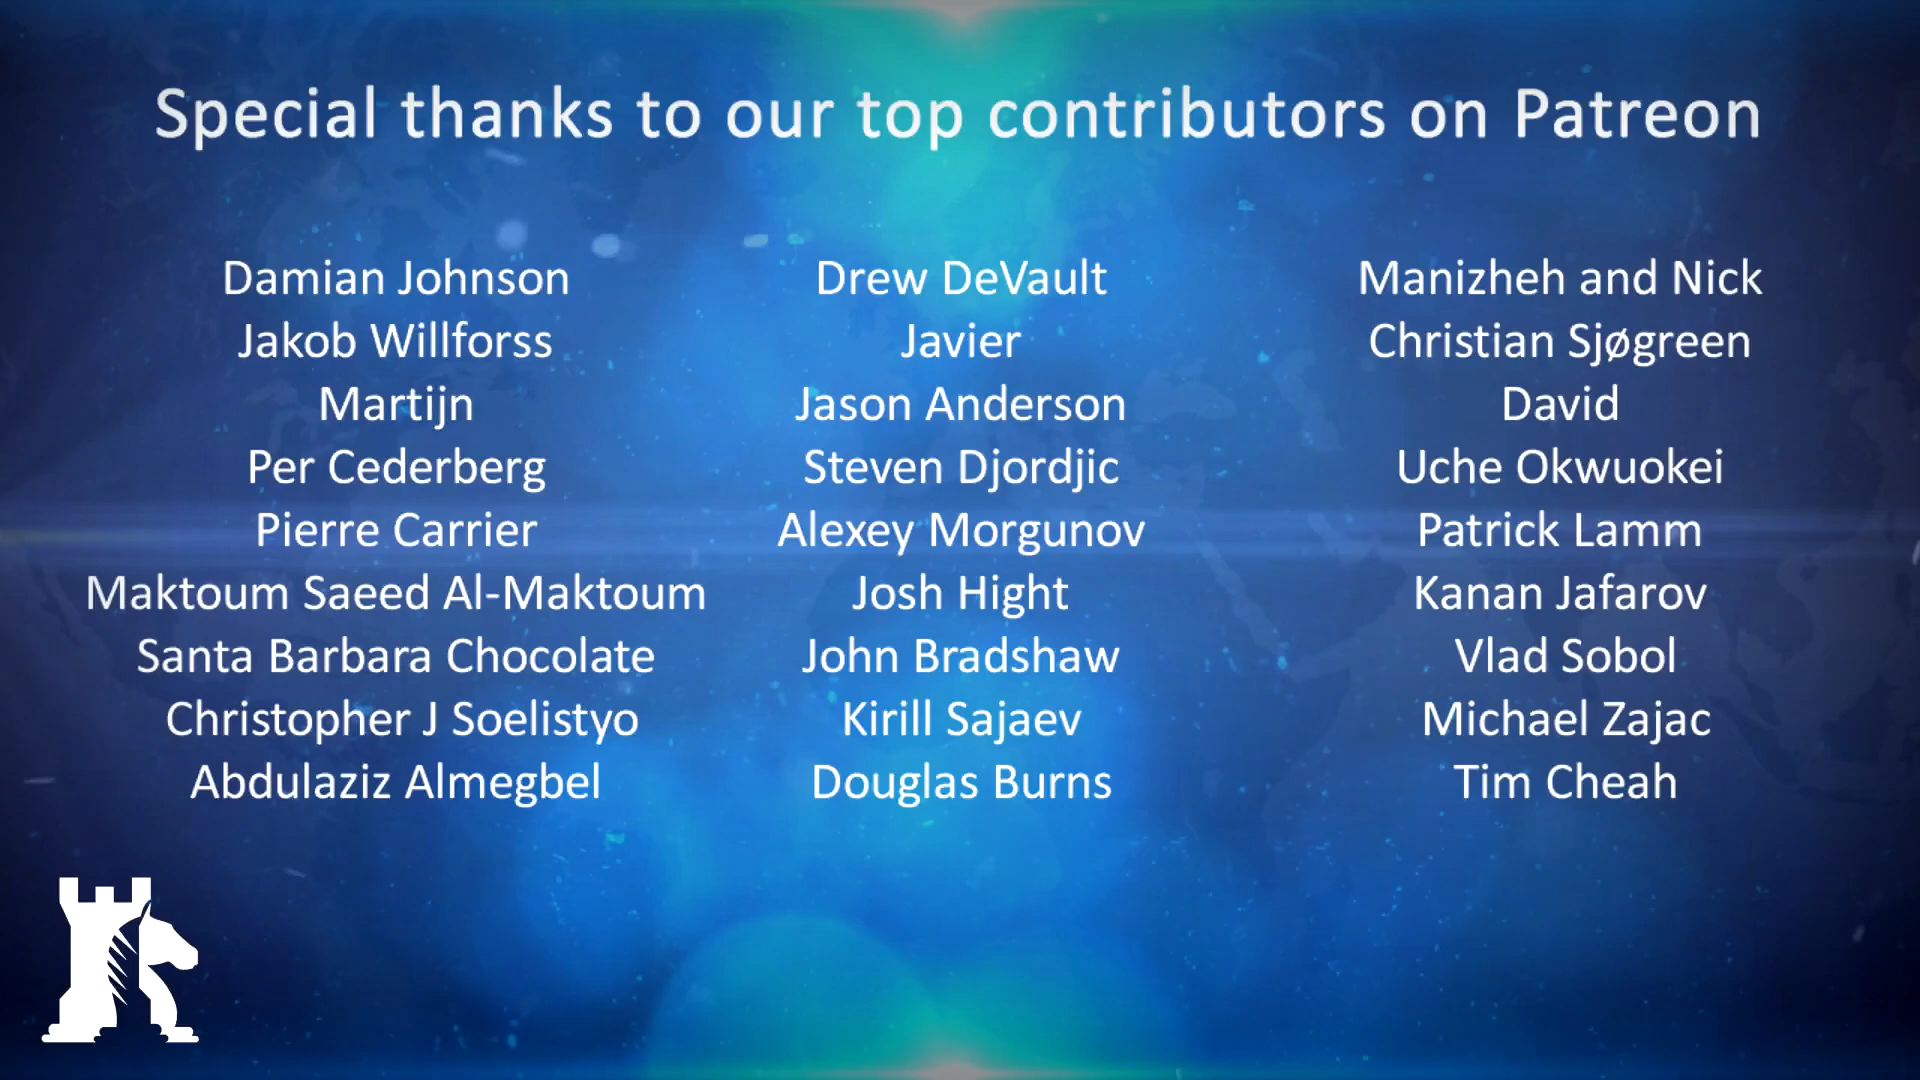 Special thanks to our top contributors on Patreon
Damian Johnson
Jakob Willforss
Martijn
Per Cederberg
Pierre Carrier
Maktoum Saeed Al-Maktoum
Santa Barbara Chocolate
Christopher J Soelistyo
Abdulaziz Almegbel
Drew DeVault
Javier
Jason Anderson
Steven Djordjic
Alexey Morgunov
Josh Hight
John Bradshaw
Kirill Sajaev
Douglas Burns
Manizheh and Nick
Christian Sjøgreen
David
Uche Okwuokei
Patrick Lamm
Kanan Jafarov
Vlad Sobol
Michael Zajac
Tim Cheah